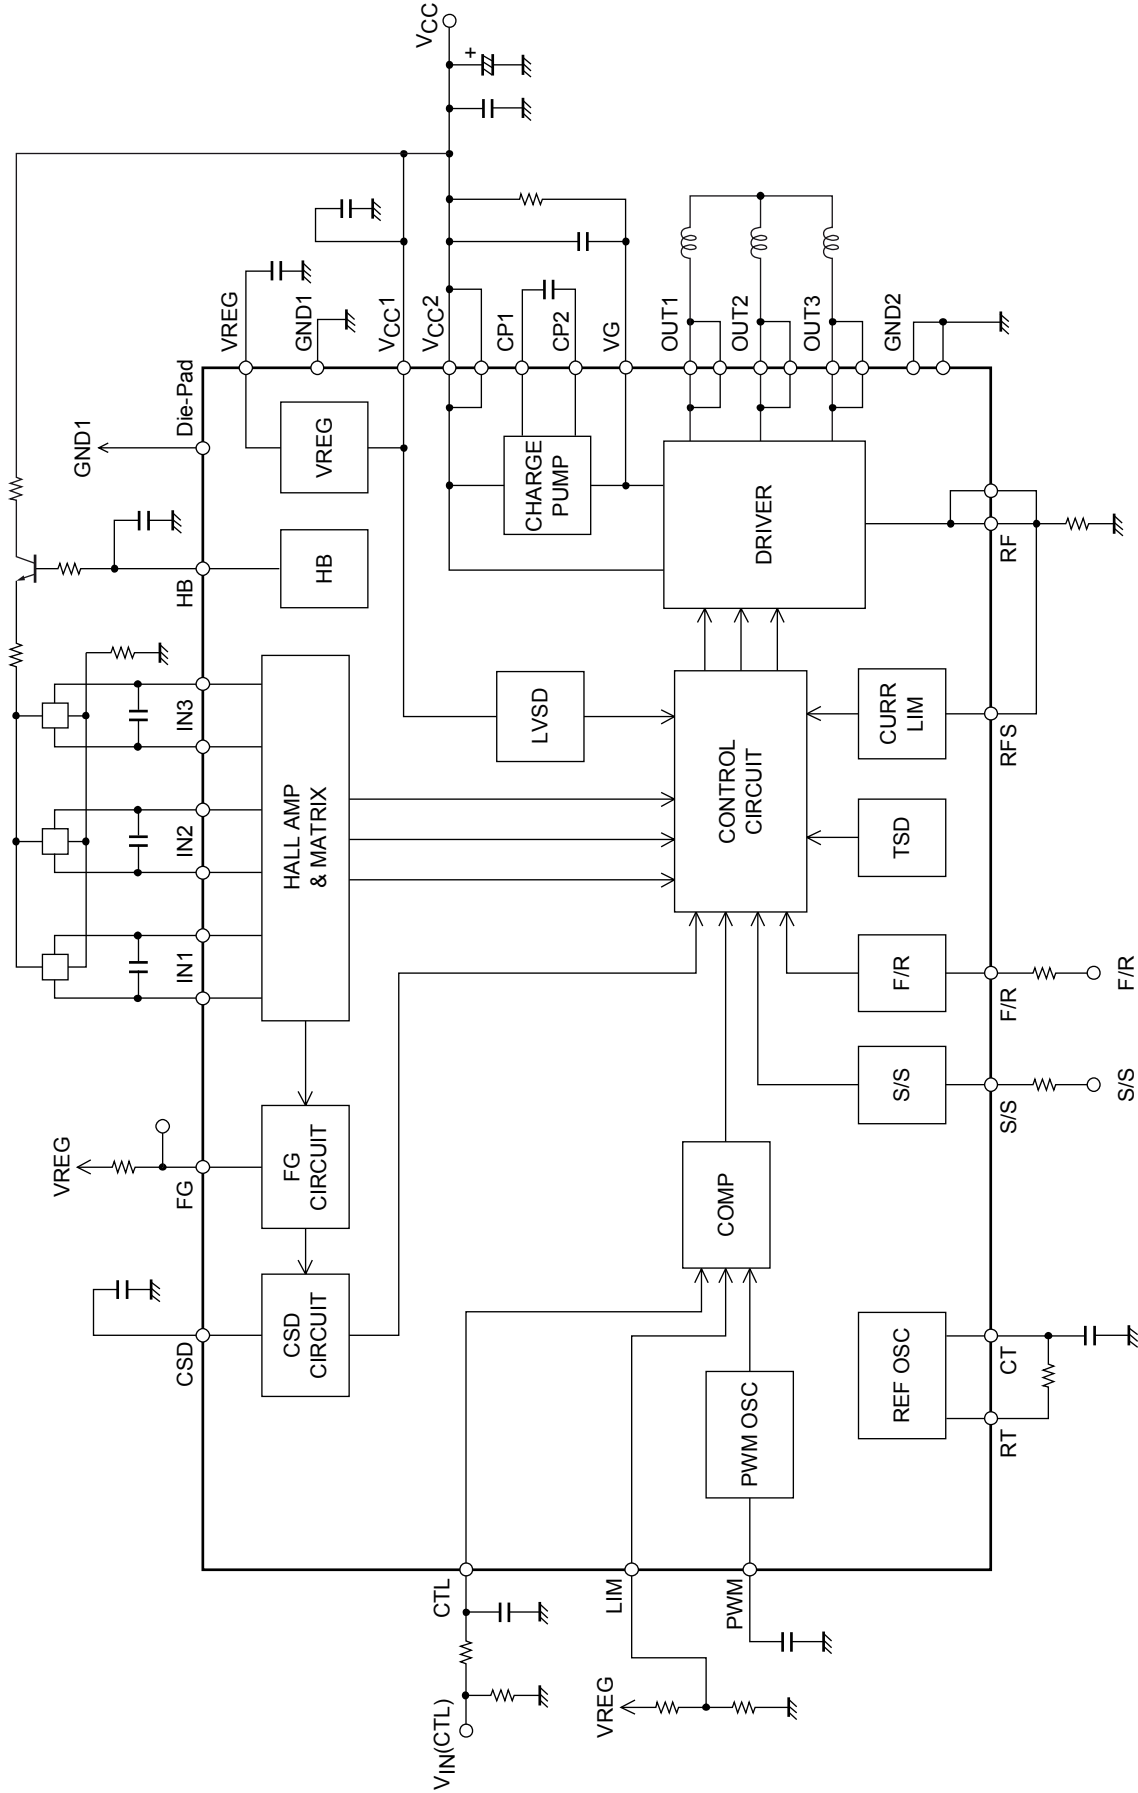 VCC
+
VREG
GND1
VCC1
VCC2
CP1
CP2
VG
OUT1
OUT2
OUT3
GND2
Die-Pad
GND1
VREG
CHARGE
PUMP
DRIVER
HB
HB
RF
IN3
IN2
IN1
HALL AMP
& MATRIX
LVSD
CONTROL
CIRCUIT
CURR
LIM
RFS
TSD
F/R
F/R
F/R
S/S
S/S
S/S
VREG
FG
FG
CIRCUIT
COMP
CSD
CSD
CIRCUIT
PWM OSC
REF OSC
CT
RT
CTL
LIM
PWM
VREG
VIN(CTL)